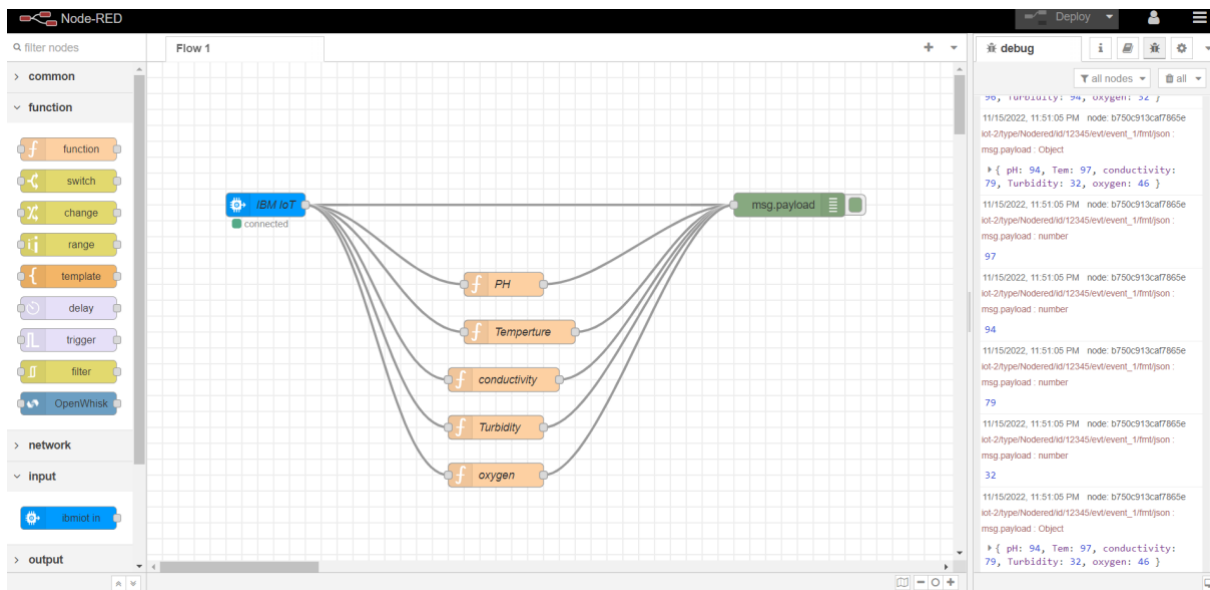 Node-RED
Deploy
filter nodes
common
function
function
switch
change
range
template
delay
trigger
filter
OpenWhisk
network
input
ibmiot in
output
Flow 1
IBM IoT
connected
PH
Temperture
conductivity
Turbidity
oxygen
msg.payload
debug
all nodes
all
96, Turbidity: 94, oxygen: 32 }
11/15/2022, 11:51:05 PM node: b750c913caf7865e
iot-2/type/Nodered/id/12345/evt/event_1/fmt/json :
msg.payload : Object
{ pH: 94, Tem: 97, conductivity:
79, Turbidity: 32, oxygen: 46 }
11/15/2022, 11:51:05 PM node: b750c913caf7865e
iot-2/type/Nodered/id/12345/evt/event_1/fmt/json :
msg.payload : number
97
11/15/2022, 11:51:05 PM node: b750c913caf7865e
iot-2/type/Nodered/id/12345/evt/event_1/fmt/json :
msg.payload : number
94
11/15/2022, 11:51:05 PM node: b750c913caf7865e
iot-2/type/Nodered/id/12345/evt/event_1/fmt/json :
msg.payload : number
79
11/15/2022, 11:51:05 PM node: b750c913caf7865e
iot-2/type/Nodered/id/12345/evt/event_1/fmt/json :
msg.payload : number
32
11/15/2022, 11:51:05 PM node: b750c913caf7865e
iot-2/type/Nodered/id/12345/evt/event_1/fmt/json :
msg.payload : Object
{ pH: 94, Tem: 97, conductivity:
79, Turbidity: 32, oxygen: 46 }